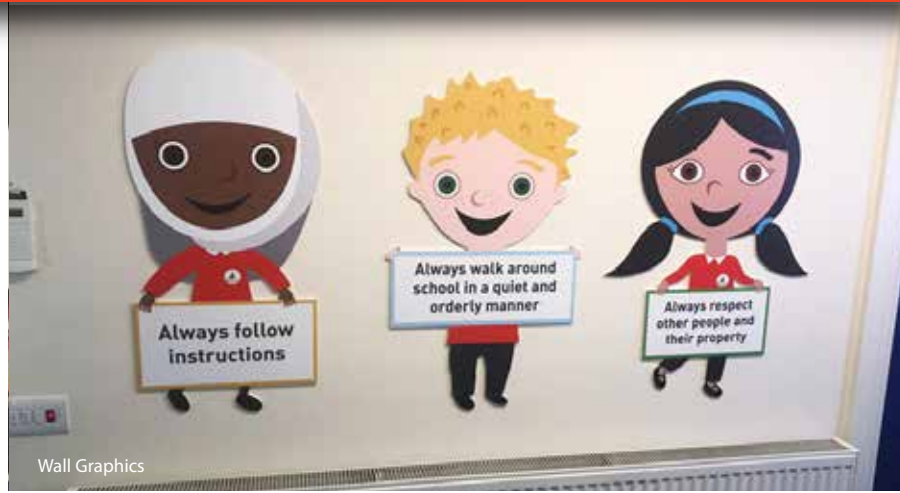 Always follow
instructions
Always walk around
school in a quiet and
orderly manner
Always respect
other people and
their property
Wall Graphics